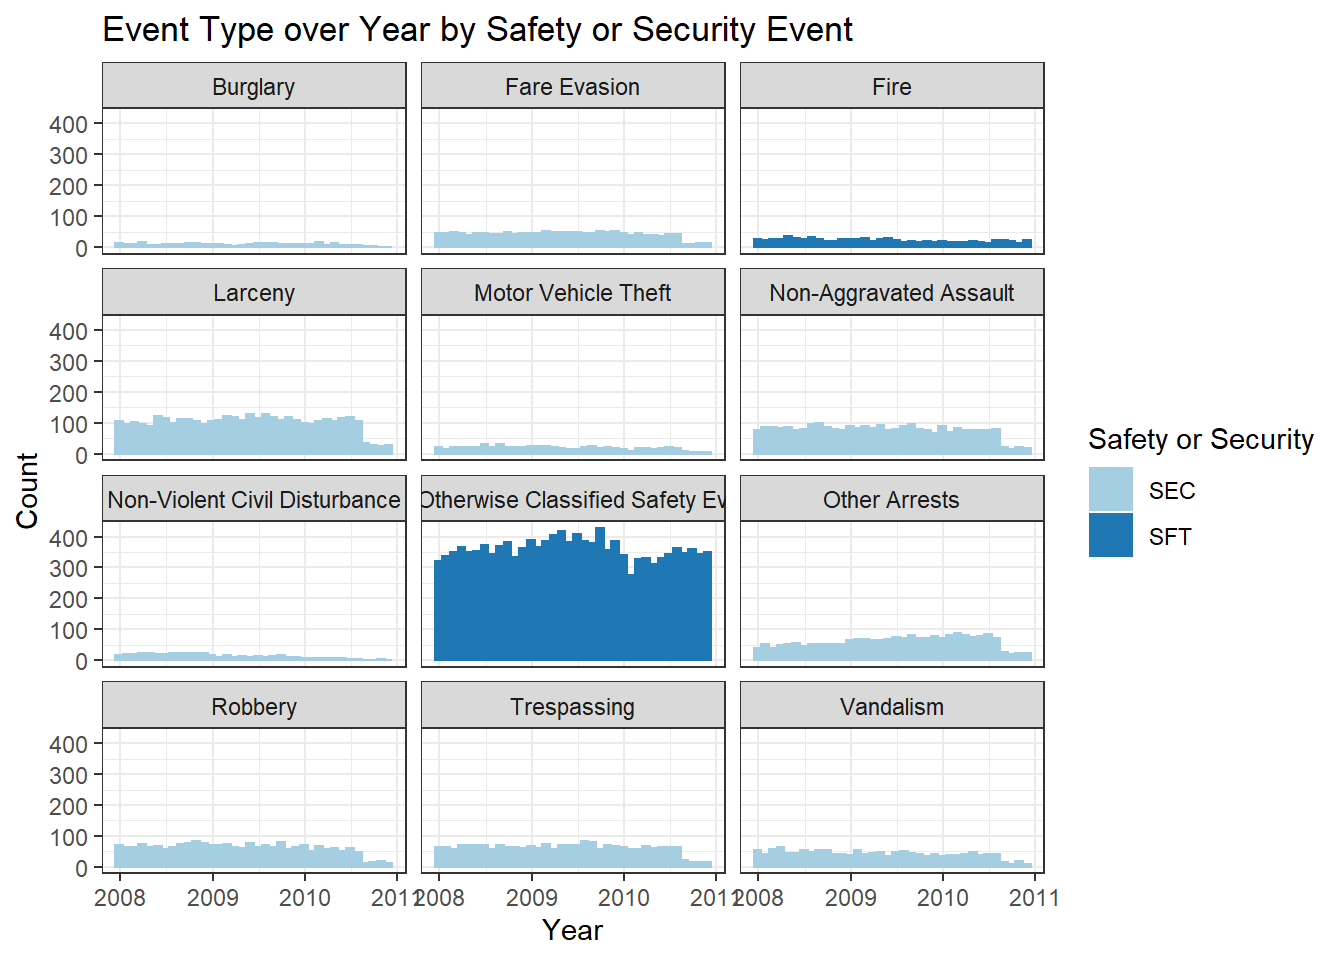 Event Type over Year by Safety or Security Event
Burglary Fare Evasion Fire
400
300
200
100
0
Larceny Motor Vehicle Theft Non-Aggravated Assault
400
300
200
100
0
Non-Violent Civil Disturbance Otherwise Classified Safety Ev Other Arrests
400
300
200
100
0
Robbery Trespassing Vandalism
400
300
200
100
0
2008 2009 2010 2011 2008 2009 2010 2011 2008 2009 2010 2011
Year
Count
Safety or Security
SEC
SFT